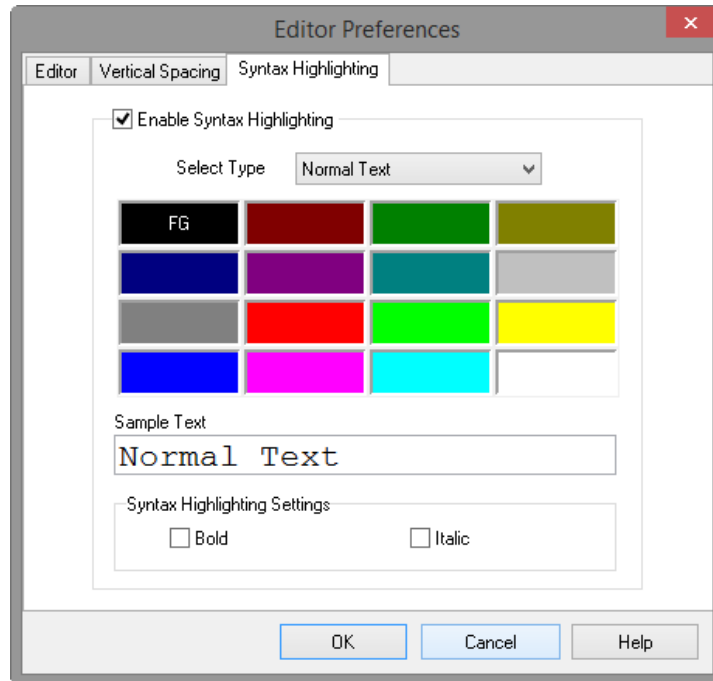 Editor Preferences
Editor Vertical Spacing Syntax Highlighting
Enable Syntax Highlighting
Select Type Normal Text
FG
Sample Text
Normal Text
Syntax Highlighting Settings
Bold Italic
OK Cancel Help